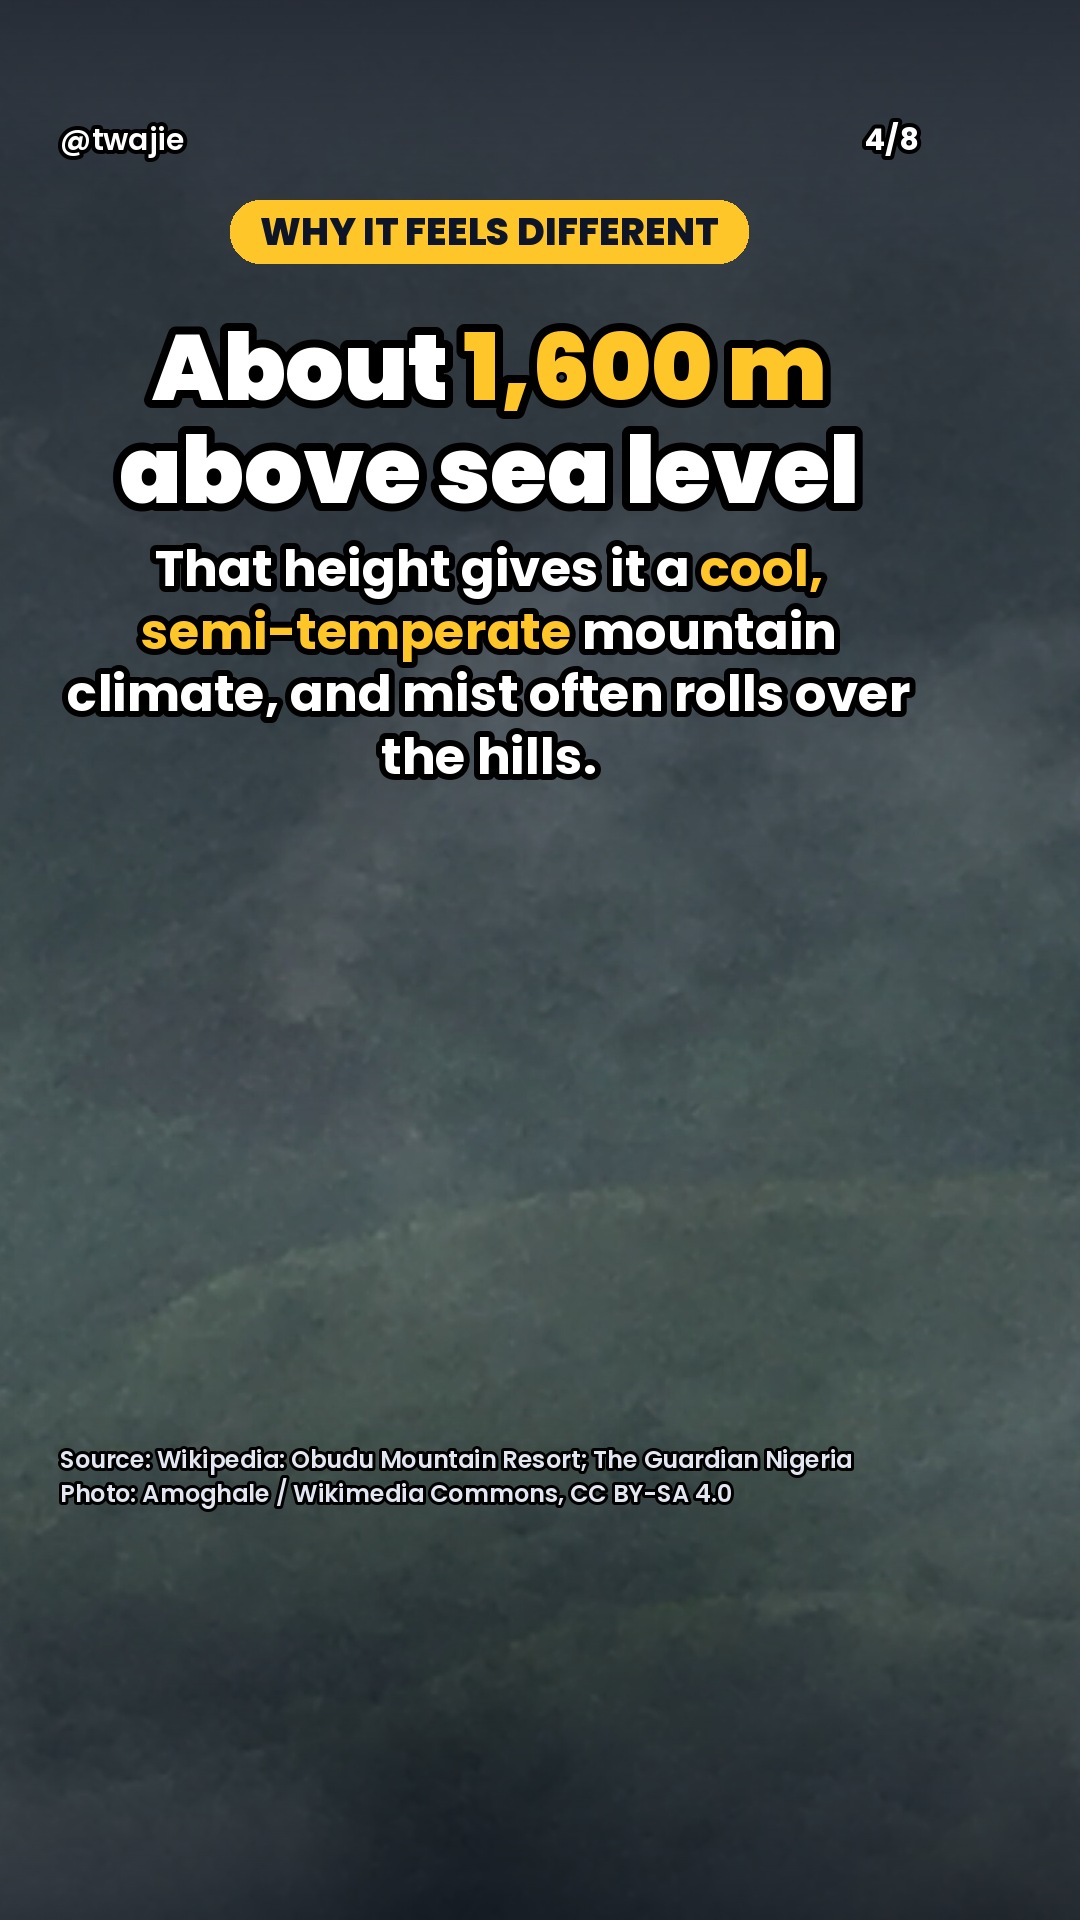 @twajie
4/8
WHY IT FEELS DIFFERENT
About 1,600 m
above sea level
That height gives it a cool,
semi-temperate mountain
climate, and mist often rolls over
the hills.
Source: Wikipedia: Obudu Mountain Resort; The Guardian Nigeria
Photo: Amoghale / Wikimedia Commons, CC BY-SA 4.0